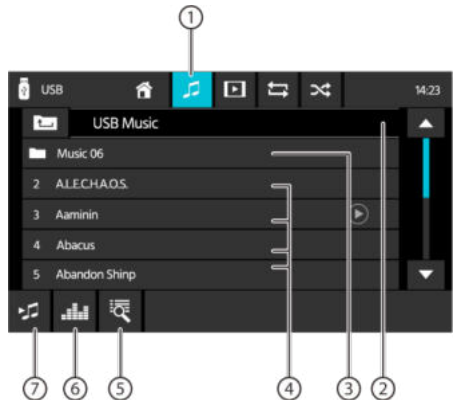 1
USB 14:23
USB Music
Music 06
2 A.I.E.C.H.A.O.S.
3 Aaminin
4 Abacus
5 Abandon Shinp
7 6 5 4 3 2